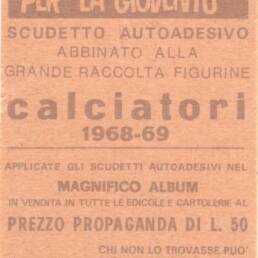 PER LA GIOVENTÙ
SCUDETTO AUTOADESIVO
ABBINATO ALLA
GRANDE RACCOLTA FIGURINE
calciatori
1968-69
APPLICATE GLI SCUDETTI AUTOADESIVI NEL
MAGNIFICO ALBUM
IN VENDITA IN TUTTE LE EDICOLE E CARTOLERIE AL
PREZZO PROPAGANDA DI L. 50
CHI NON LO TROVASSE PUO'